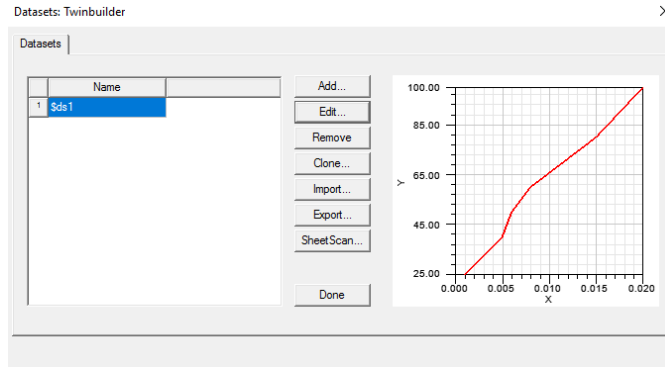 Datasets: Twinbuilder
Datasets
Name
1 $ds1
Add...
Edit...
Remove
Clone...
Import...
Export...
SheetScan...
Done
100.00
85.00
65.00
45.00
25.00
Y
0.000 0.005 0.010 0.015 0.020
X